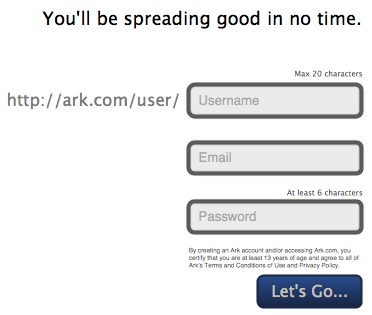 You'll be spreading good in no time.
Max 20 characters
http://ark.com/user/ Username
Email
At least 6 characters
Password
By creating an Ark account and/or accessing Ark.com, you
certify that you are at least 13 years of age and agree to all of
Ark's Terms and Conditions of Use and Privacy Policy.
Let's Go...